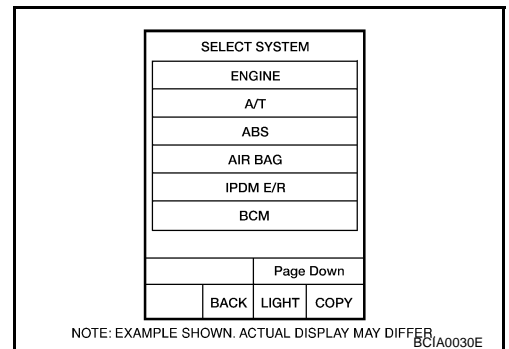 SELECT SYSTEM
ENGINE
A/T
ABS
AIR BAG
IPDM E/R
BCM
Page Down
BACK LIGHT COPY
NOTE: EXAMPLE SHOWN. ACTUAL DISPLAY MAY DIFFER.
BCIA0030E